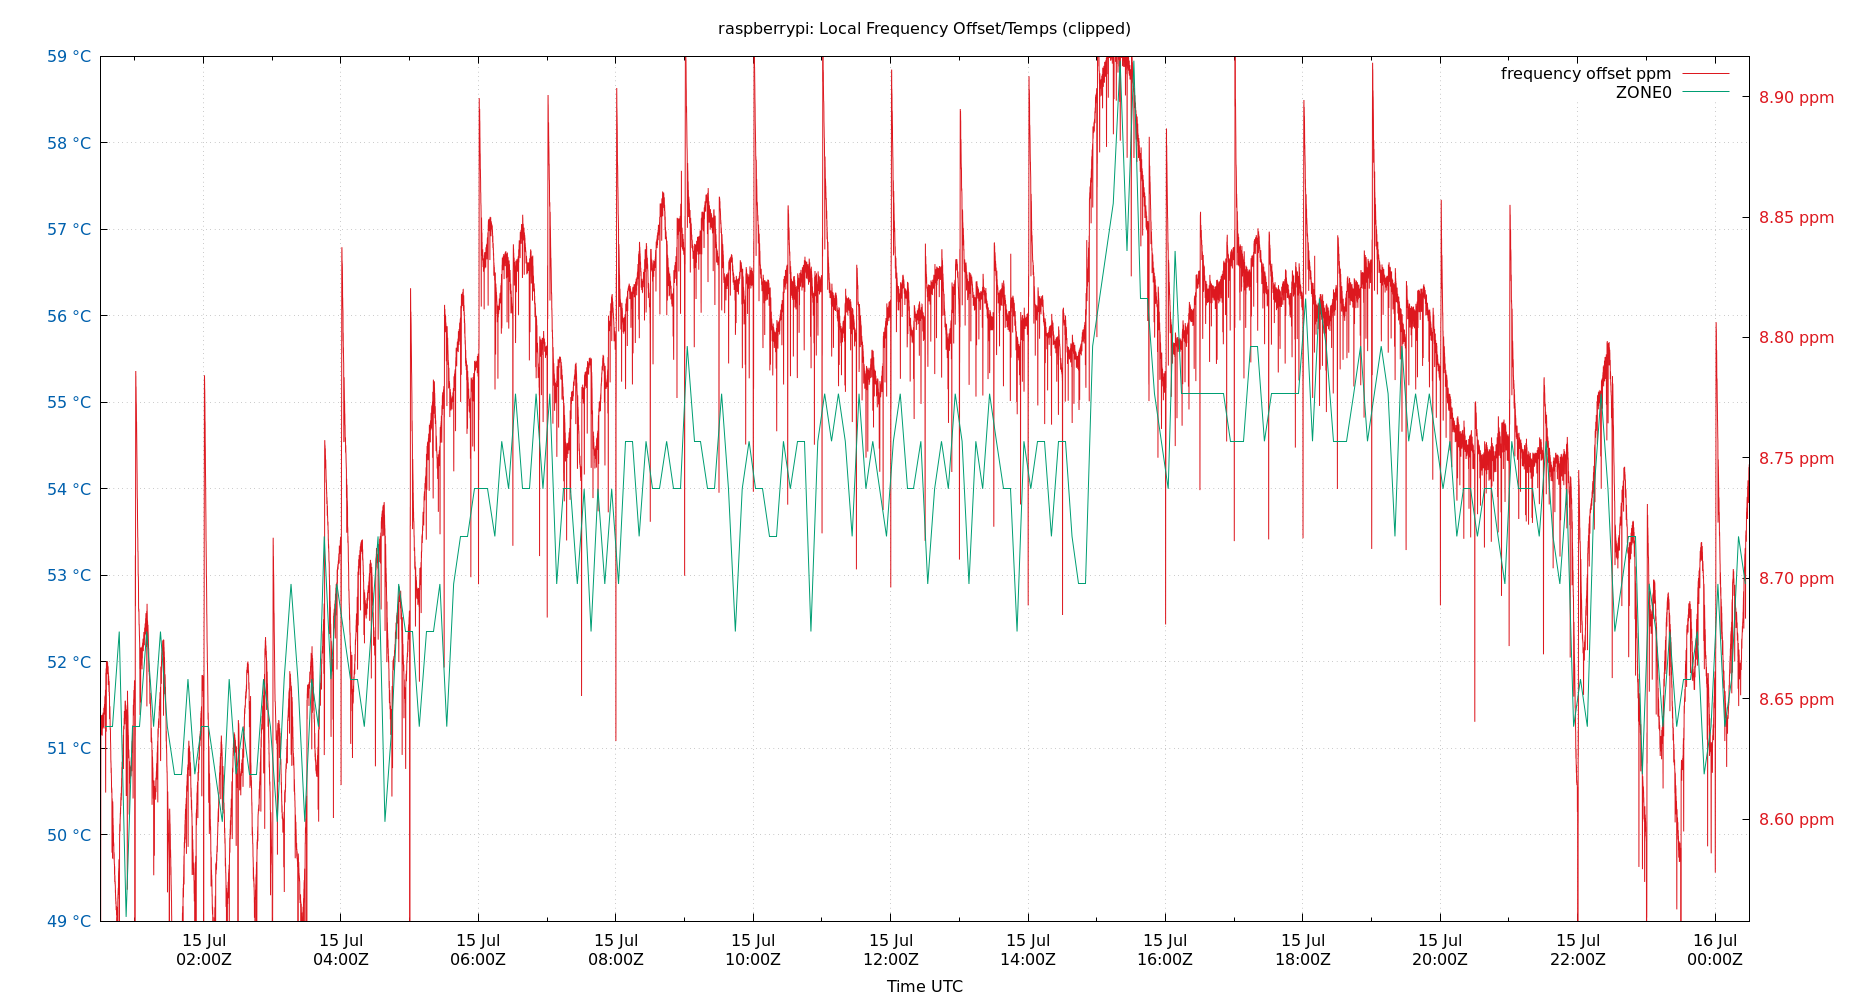 raspberrypi: Local Frequency Offset/Temps (clipped)
frequency offset ppm
ZONE0
59 °C
58 °C
57 °C
56 °C
55 °C
54 °C
53 °C
52 °C
51 °C
50 °C
49 °C
8.90 ppm
8.85 ppm
8.80 ppm
8.75 ppm
8.70 ppm
8.65 ppm
8.60 ppm
15 Jul 15 Jul 15 Jul 15 Jul 15 Jul 15 Jul 15 Jul 15 Jul 15 Jul 15 Jul 15 Jul 16 Jul
02:00Z 04:00Z 06:00Z 08:00Z 10:00Z 12:00Z 14:00Z 16:00Z 18:00Z 20:00Z 22:00Z 00:00Z
Time UTC